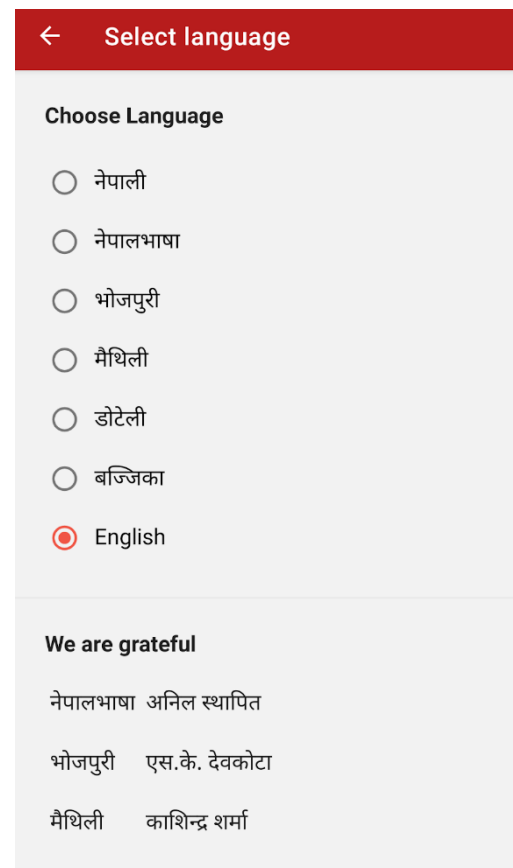 Select language
Choose Language
नेपाली
नेपालभाषा
भोजपुरी
मैथिली
डोटेली
बज्जिका
English
We are grateful
नेपालभाषा अनिल स्थापित
भोजपुरी एस.के. देवकोटा
मैथिली काशिन्द्र शर्मा